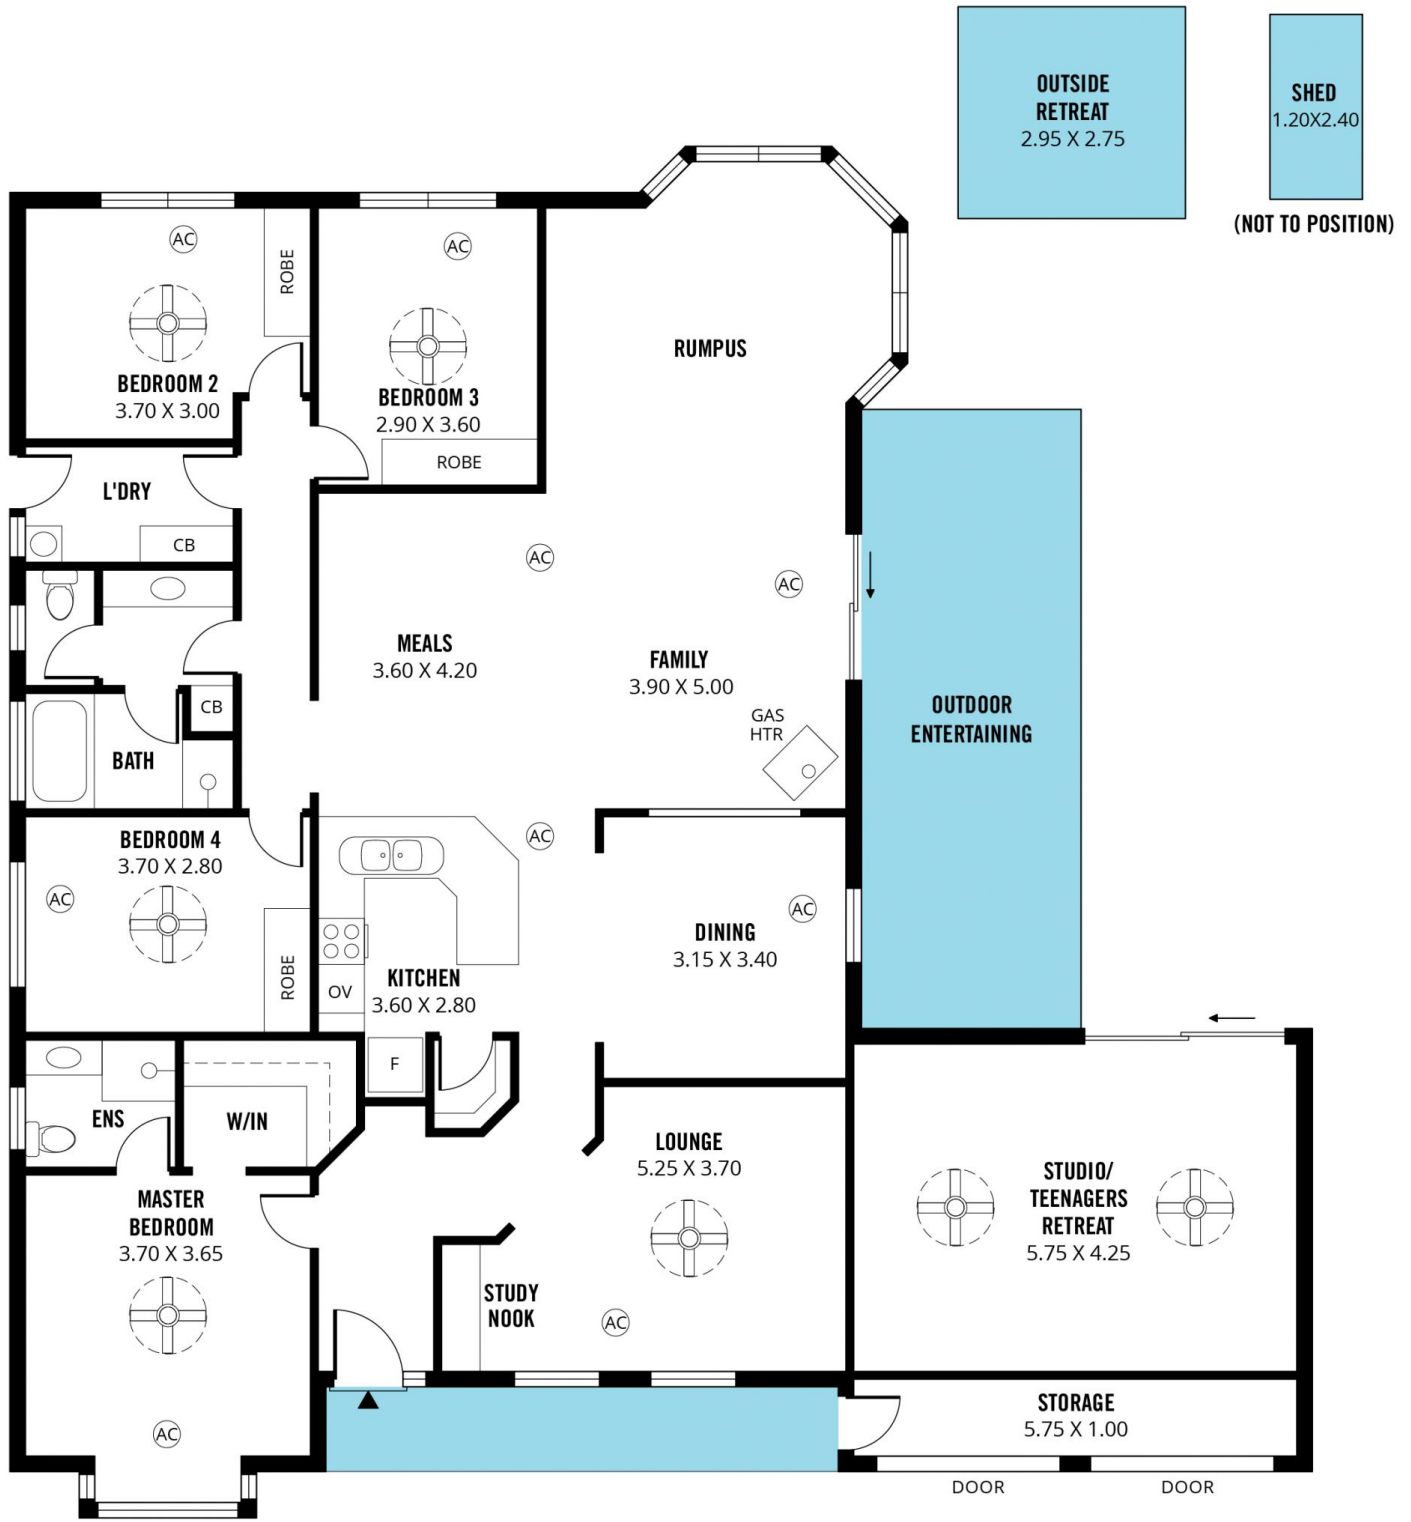 OUTSIDE
RETREAT
2.95 X 2.75
SHED
1.20X2.40
(NOT TO POSITION)
AC
ROBE
BEDROOM 2
3.70 X 3.00
AC
BEDROOM 3
2.90 X 3.60
ROBE
RUMPUS
L'DRY
CB
AC
AC
MEALS
3.60 X 4.20
FAMILY
3.90 X 5.00
GAS
HTR
OUTDOOR
ENTERTAINING
CB
BATH
BEDROOM 4
3.70 X 2.80
AC
ROBE
AC
OV
KITCHEN
3.60 X 2.80
F
AC
DINING
3.15 X 3.40
ENS
W/IN
LOUNGE
5.25 X 3.70
STUDIO/
TEENAGERS
RETREAT
5.75 X 4.25
MASTER
BEDROOM
3.70 X 3.65
STUDY
NOOK
AC
AC
STORAGE
5.75 X 1.00
DOOR
DOOR